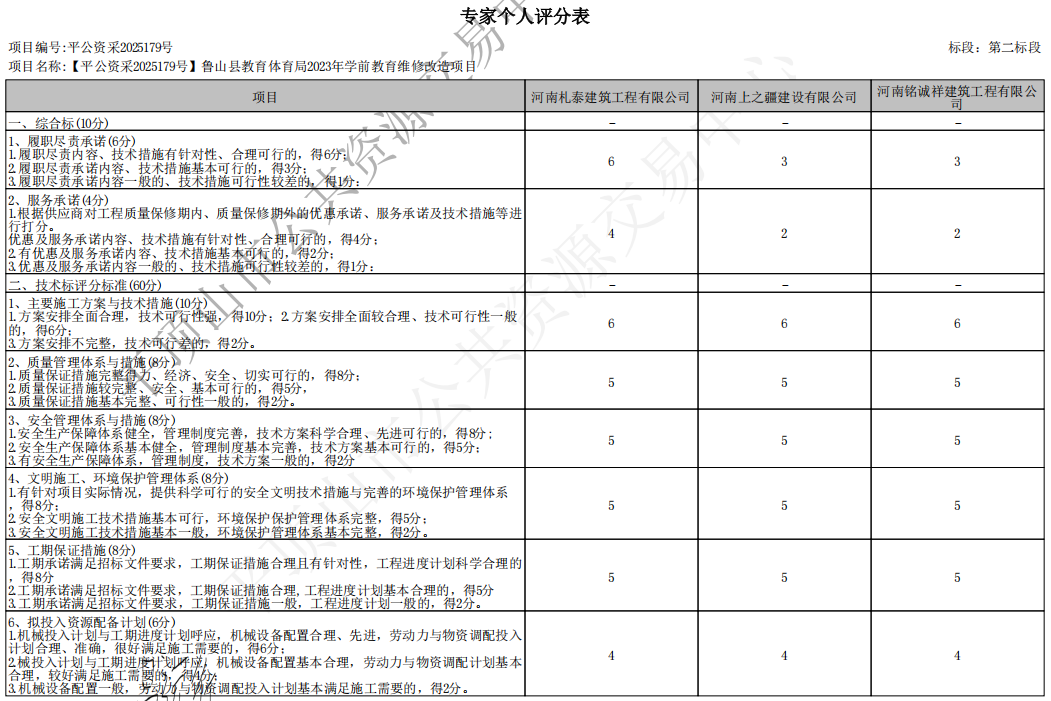 专家个人评分表
项目编号:平公资采2025179号
标段：第二标段
项目名称:【平公资采2025179号】鲁山县教育体育局2023年学前教育维修改造项目
项目
河南札泰建筑工程有限公司
河南上之疆建设有限公司
河南铭诚祥建筑工程有限公
司
一、综合标(10分)
－
－
－
1、履职尽责承诺(6分)
1.履职尽责内容、技术措施有针对性、合理可行的，得6分；
2.履职尽责承诺内容、技术措施基本可行的，得3分；
3.履职尽责承诺内容一般的、技术措施可行性较差的，得1分：
6
3
3
2、服务承诺(4分)
1.根据供应商对工程质量保修期内、质量保修期外的优惠承诺、服务承诺及技术措施等进
行打分。
优惠及服务承诺内容、技术措施有针对性、合理可行的，得4分；
2.有优惠及服务承诺内容、技术措施基本可行的，得2分；
3.优惠及服务承诺内容一般的、技术措施可行性较差的，得1分：
4
2
2
二、技术标评分标准(60分)
－
－
－
1、主要施工方案与技术措施(10分)
1.方案安排全面合理，技术可行性强，得10分；2.方案安排全面较合理、技术可行性一般
的，得6分；
3.方案安排不完整，技术可行差的，得2分。
6
6
6
2、质量管理体系与措施(8分)
1.质量保证措施完整得力、经济、安全、切实可行的，得8分；
2.质量保证措施较完整、安全、基本可行的，得5分，
3.质量保证措施基本完整、可行性一般的，得2分。
5
5
5
3、安全管理体系与措施(8分)
1.安全生产保障体系健全，管理制度完善，技术方案科学合理、先进可行的，得8分；
2.安全生产保障体系基本健全，管理制度基本完善，技术方案基本可行的，得5分；
3.有安全生产保障体系，管理制度，技术方案一般的，得2分
5
5
5
4、文明施工、环境保护管理体系(8分)
1.有针对项目实际情况，提供科学可行的安全文明技术措施与完善的环境保护管理体系
，得8分；
2.安全文明施工技术措施基本可行，环境保护保护管理体系完整，得5分；
3.安全文明施工技术措施基本一般，环境保护管理体系基本完整，得2分。
5
5
5
5、工期保证措施(8分)
1.工期承诺满足招标文件要求，工期保证措施合理且有针对性，工程进度计划科学合理的
，得8分
2.工期承诺满足招标文件要求，工期保证措施合理,工程进度计划基本合理的，得5分
3.工期承诺满足招标文件要求，工期保证措施一般，工程进度计划一般的，得2分。
5
5
5
6、拟投入资源配备计划(6分)
1.机械投入计划与工期进度计划呼应，机械设备配置合理、先进，劳动力与物资调配投入
计划合理、准确，很好满足施工需要的，得6分；
2.械投入计划与工期进度计划呼应，机械设备配置基本合理，劳动力与物资调配计划基本
合理，较好满足施工需要的，得4分；
3.机械设备配置一般，劳动力与物资调配投入计划基本满足施工需要的，得2分。
4
4
4
平顶山市公共资源交易中心
平顶山市公共资源交易中心